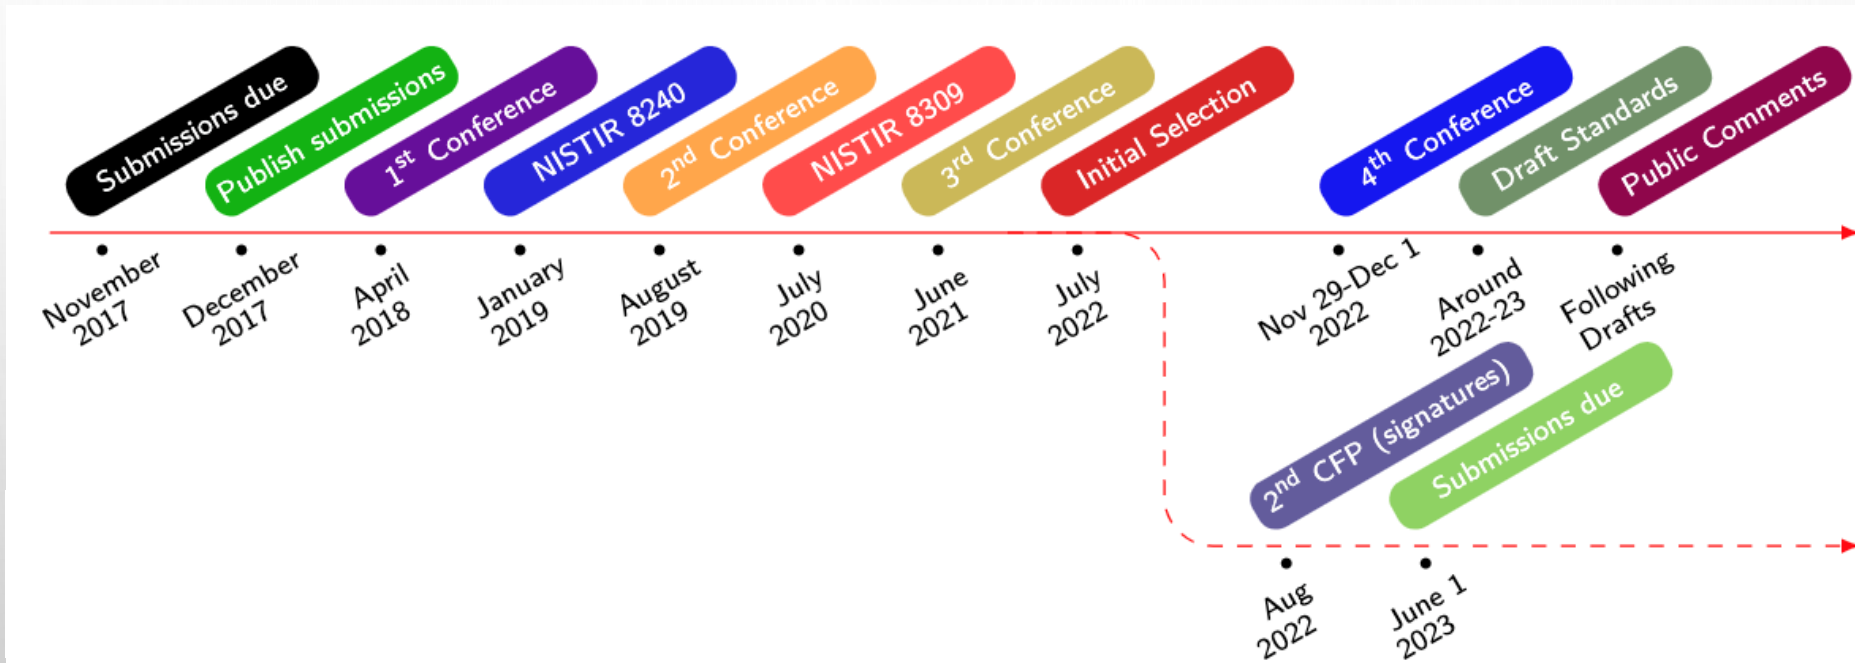 Submissions due
Publish submissions
1st Conference
NISTIR 8240
2nd Conference
NISTIR 8309
3rd Conference
Initial Selection
4th Conference
Draft Standards
Public Comments
November
2017
December
2017
April
2018
January
2019
August
2019
July
2020
June
2021
July
2022
Nov 29-Dec 1
2022
Around
2022-23
Following
Drafts
2nd CFP (signatures)
Submissions due
Aug
2022
June 1
2023